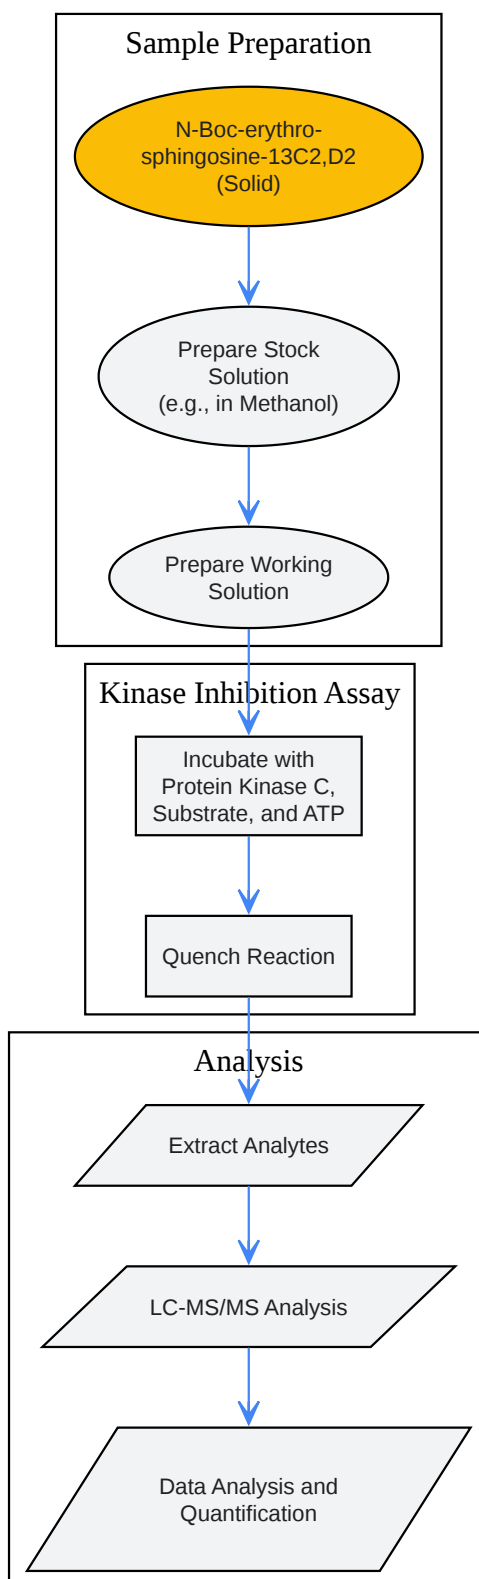 Sample Preparation
N-Boc-erythro-
sphingosine-13C2,D2
(Solid)
Prepare Stock
Solution
(e.g., in Methanol)
Prepare Working
Solution
Kinase Inhibition Assay
Incubate with
Protein Kinase C,
Substrate, and ATP
Quench Reaction
Analysis
Extract Analytes
LC-MS/MS Analysis
Data Analysis and
Quantification